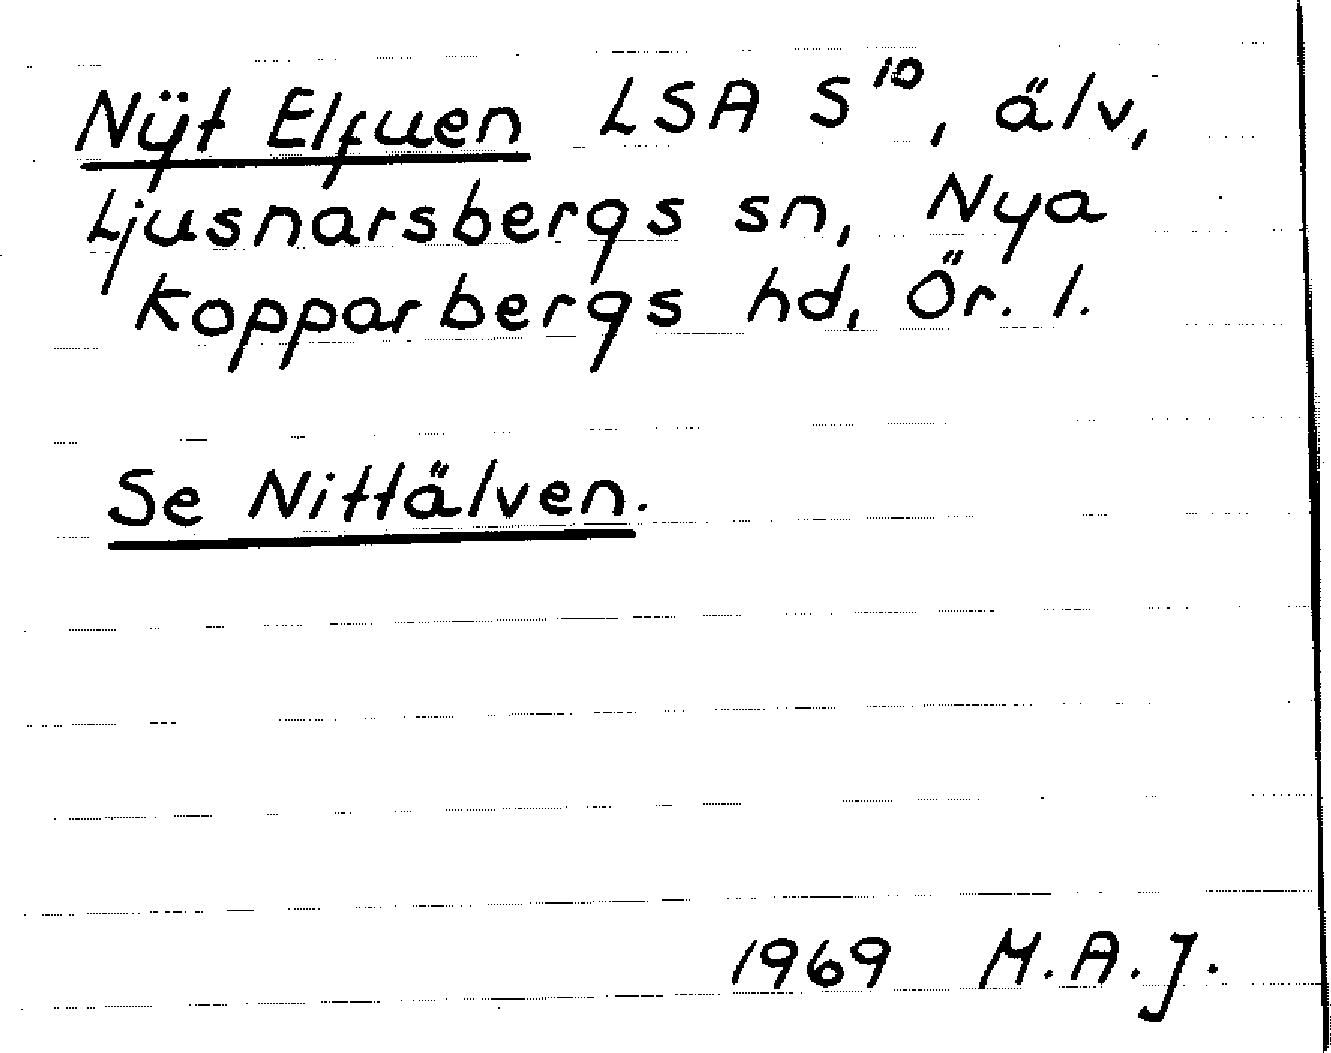 Nÿt Elfuen LSA S¹⁰, älv,
Ljusnarsbergs sn, Nya
Kopparbergs hd, Ör. l.
Se Nittälven.
1969 M.A.J.